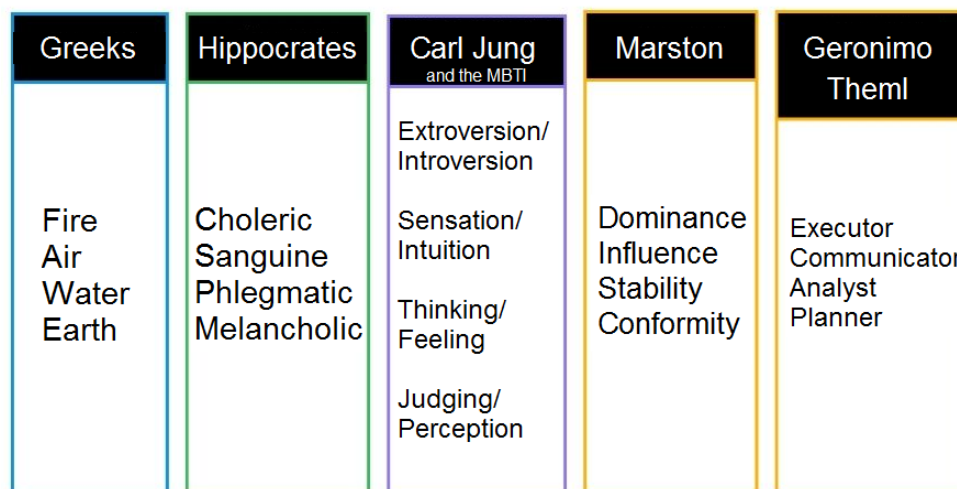 Greeks
Fire
Air
Water
Earth
Hippocrates
Choleric
Sanguine
Phlegmatic
Melancholic
Carl Jung
and the MBTI
Extroversion/
Introversion
Sensation/
Intuition
Thinking/
Feeling
Judging/
Perception
Marston
Dominance
Influence
Stability
Conformity
Geronimo
Theml
Executor
Communicator
Analyst
Planner